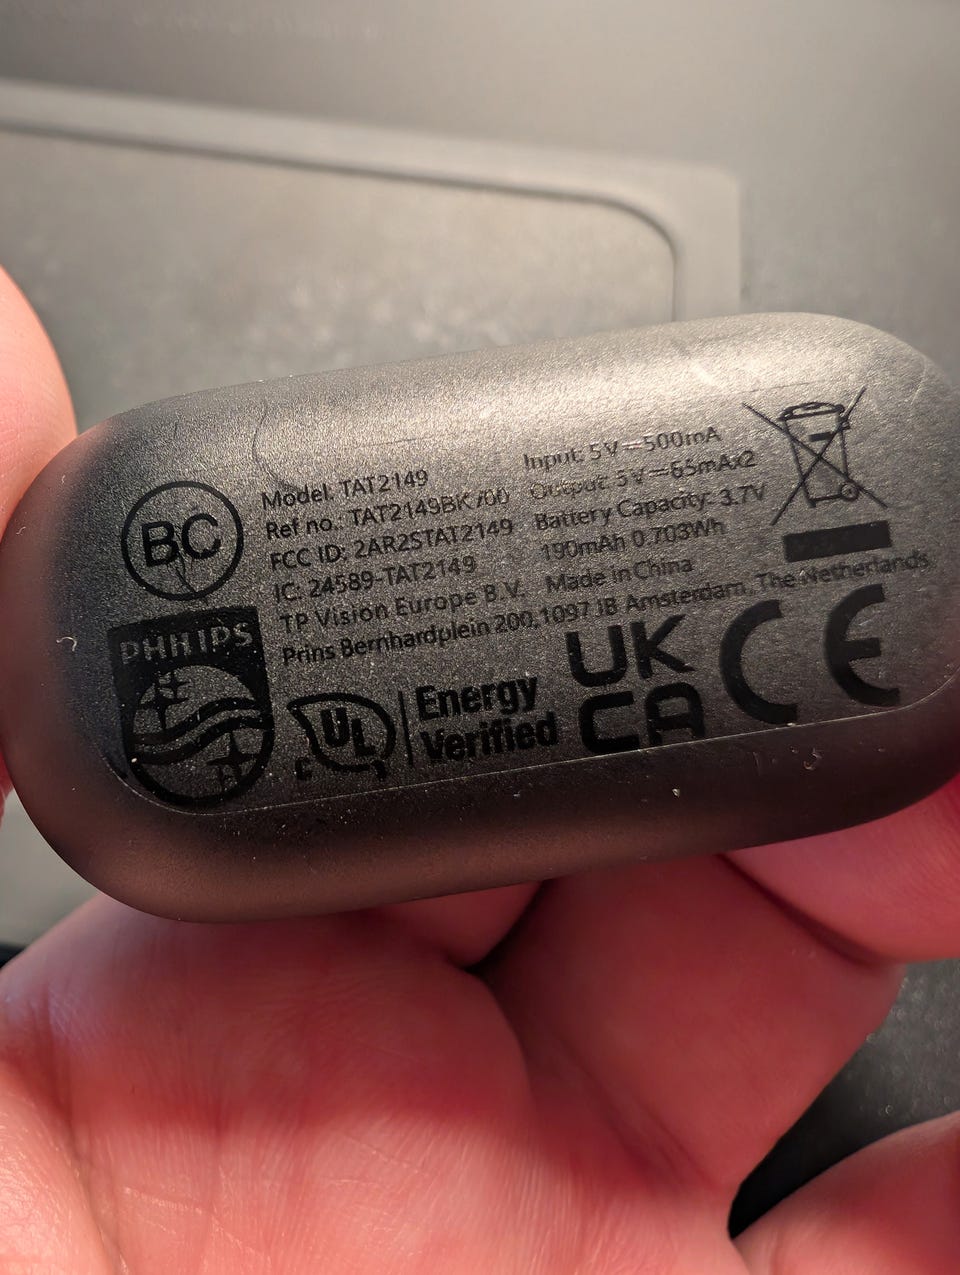 BC
Model: TAT2149
Ref no.: TAT2149BK/00
FCC ID: 2AR2STAT2149
IC: 24589-TAT2149
TP Vision Europe B.V.
Prins Bernhardplein 200, 1097 JB Amsterdam, The Netherlands
Input: 5V⎓500mA
Output: 5V⎓65mAx2
Battery Capacity: 3.7V
190mAh 0.703Wh
Made in China
PHILIPS
c UL
Energy
Verified
UK
CA
CE